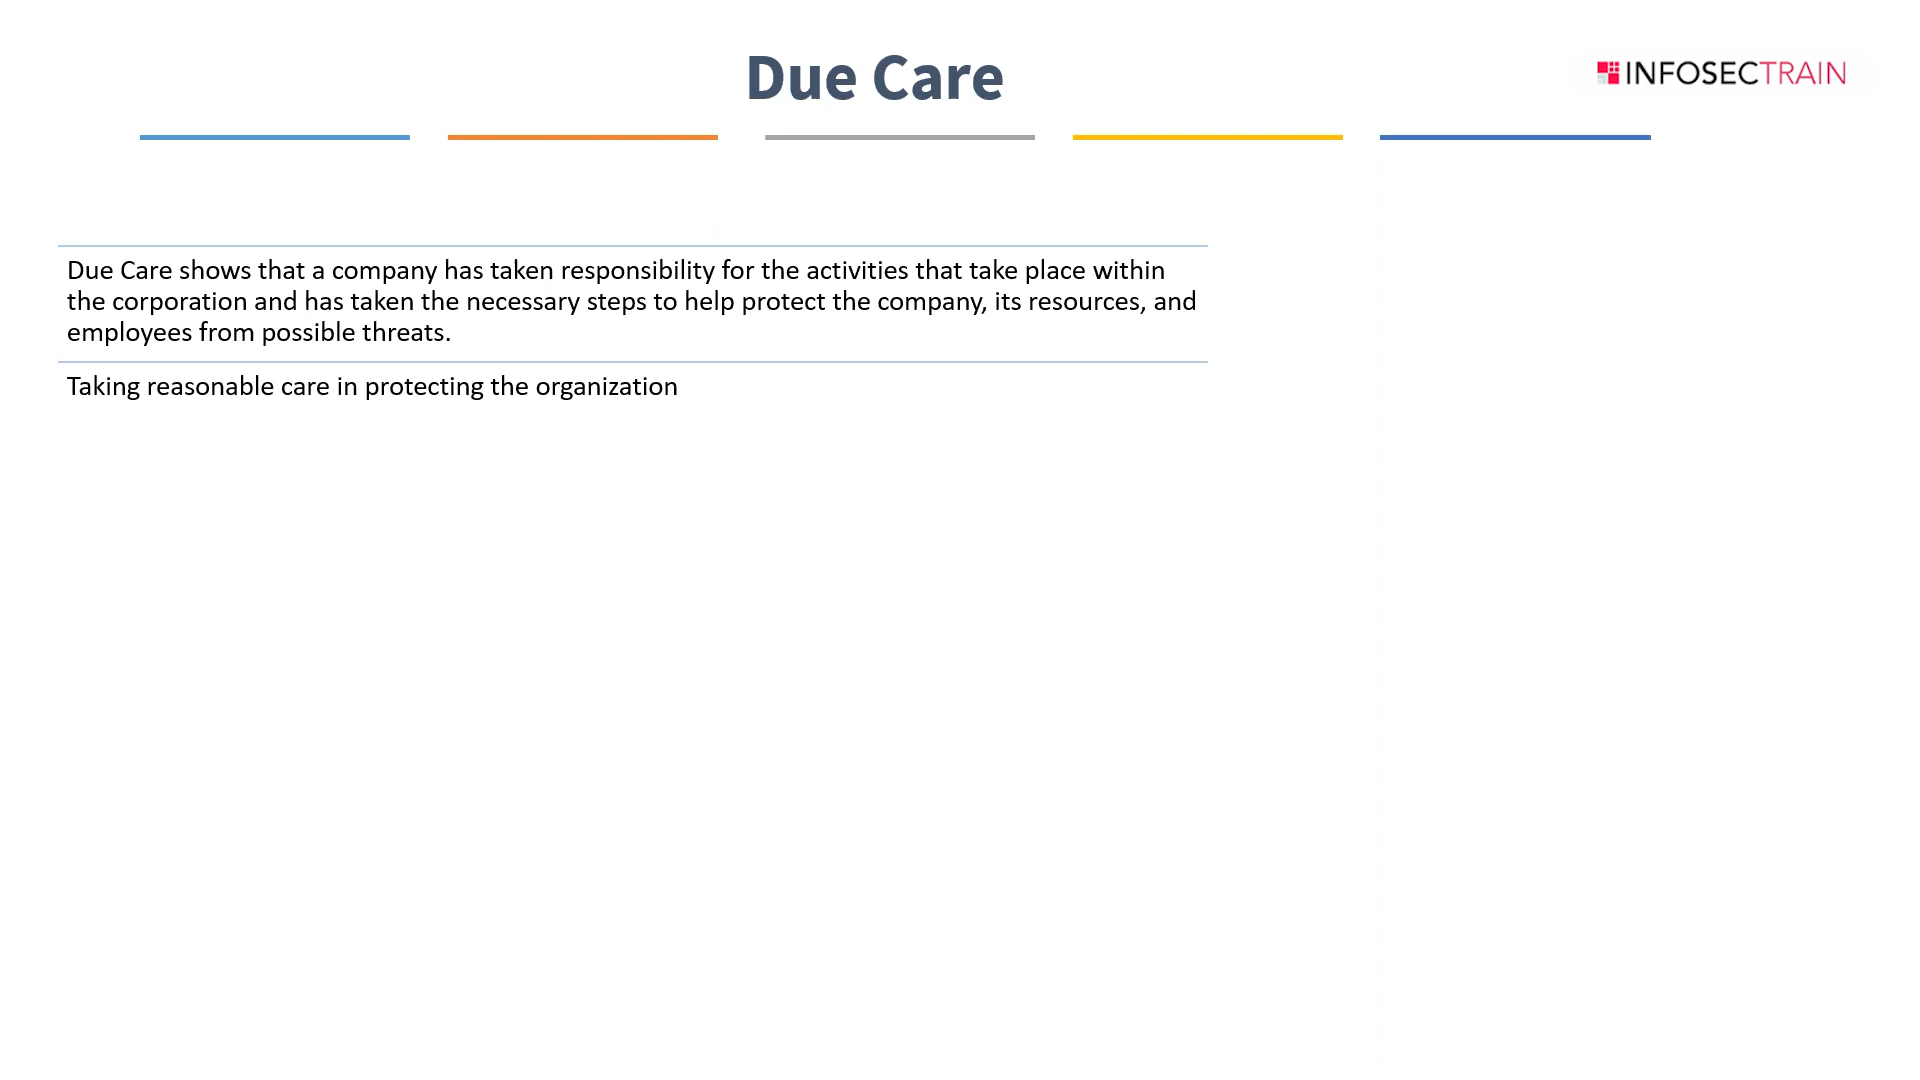 Due Care
INFOSECTRAIN
Due Care shows that a company has taken responsibility for the activities that take place within
the corporation and has taken the necessary steps to help protect the company, its resources, and
employees from possible threats.
Taking reasonable care in protecting the organization